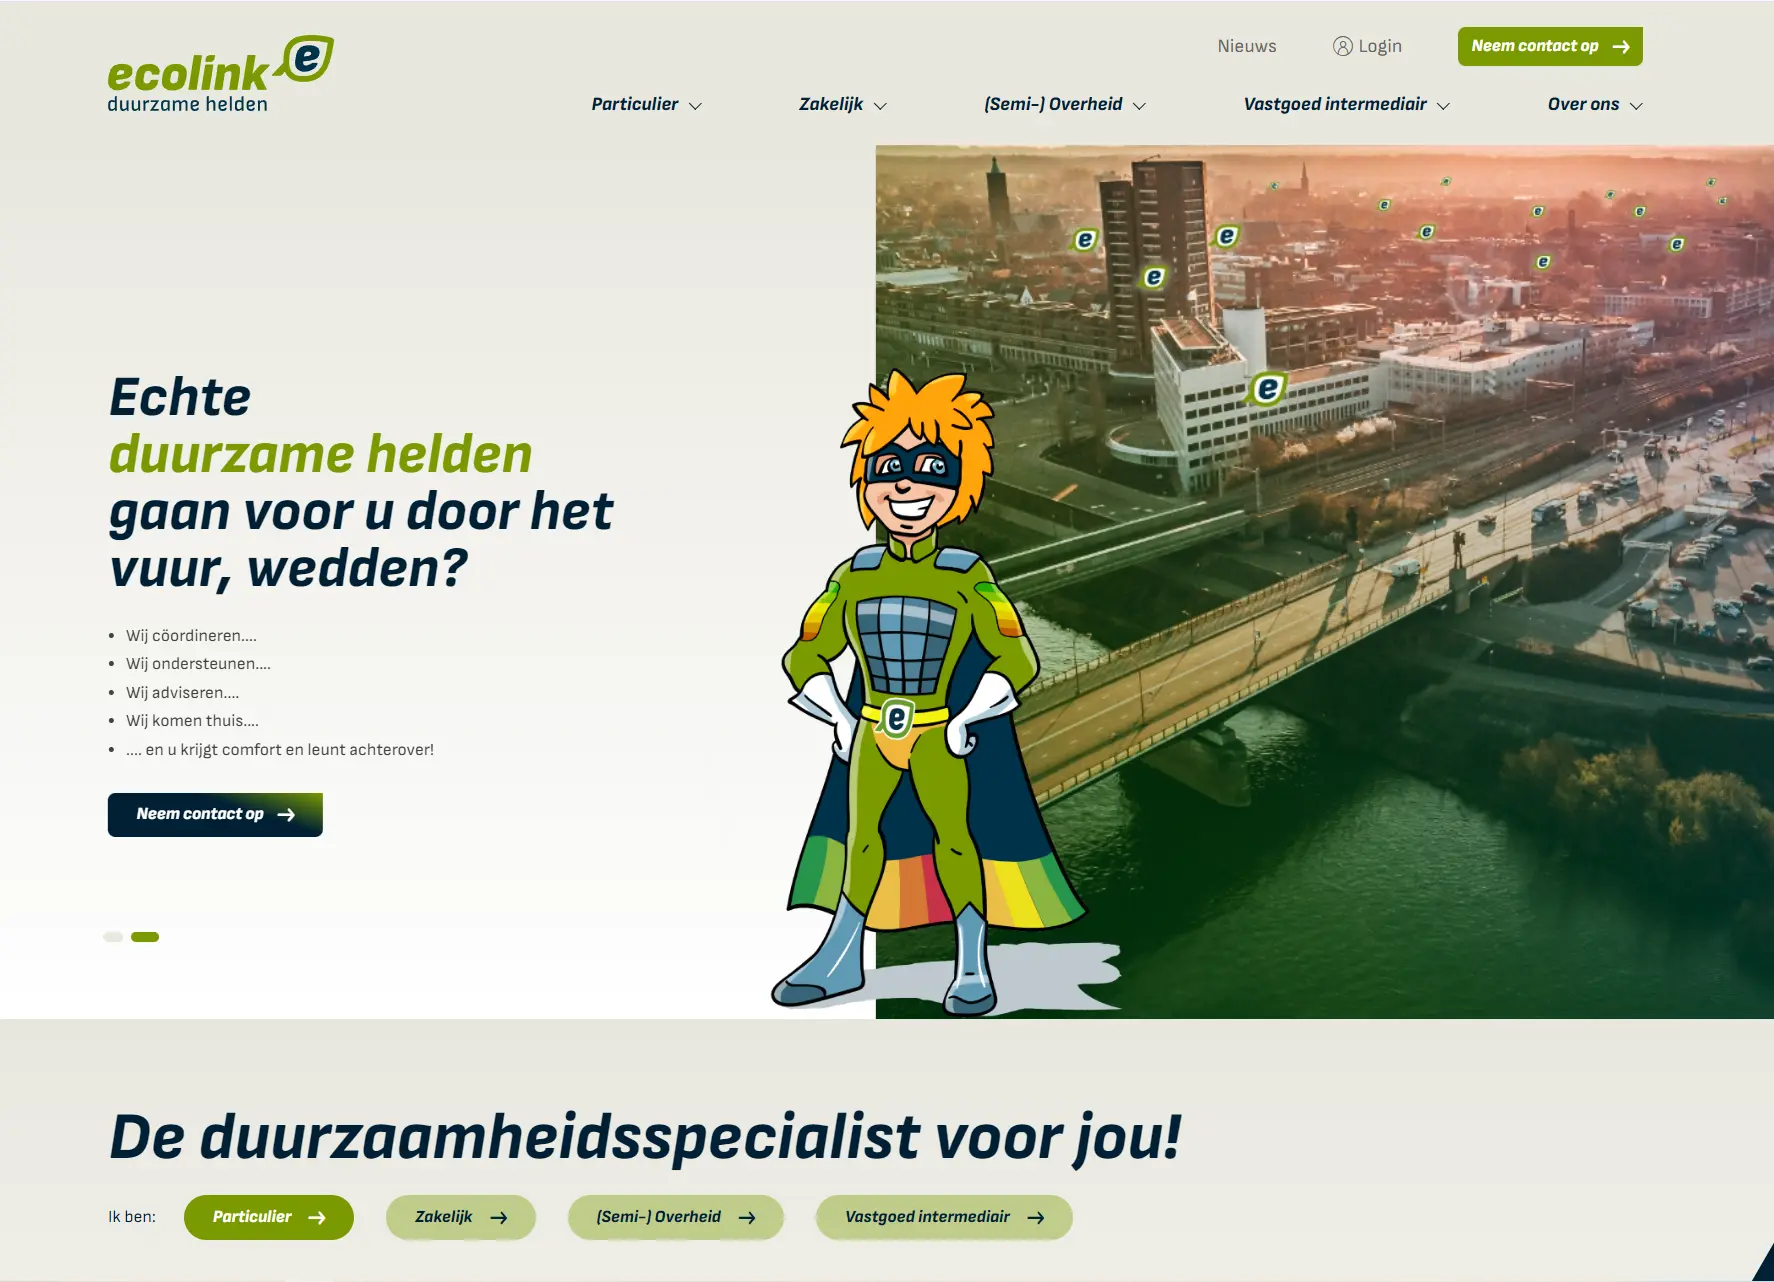 ecolink e
duurzame helden
Nieuws
Login
Neem contact op
Particulier
Zakelijk
(Semi-) Overheid
Vastgoed intermediair
Over ons
Echte
duurzame helden
gaan voor u door het
vuur, wedden?
• Wij cöordineren....
• Wij ondersteunen....
• Wij adviseren....
• Wij komen thuis....
• .... en u krijgt comfort en leunt achterover!
Neem contact op
e
e
e
e
e
e
e
e
e
e
e
De duurzaamheidsspecialist voor jou!
Ik ben:
Particulier
Zakelijk
(Semi-) Overheid
Vastgoed intermediair